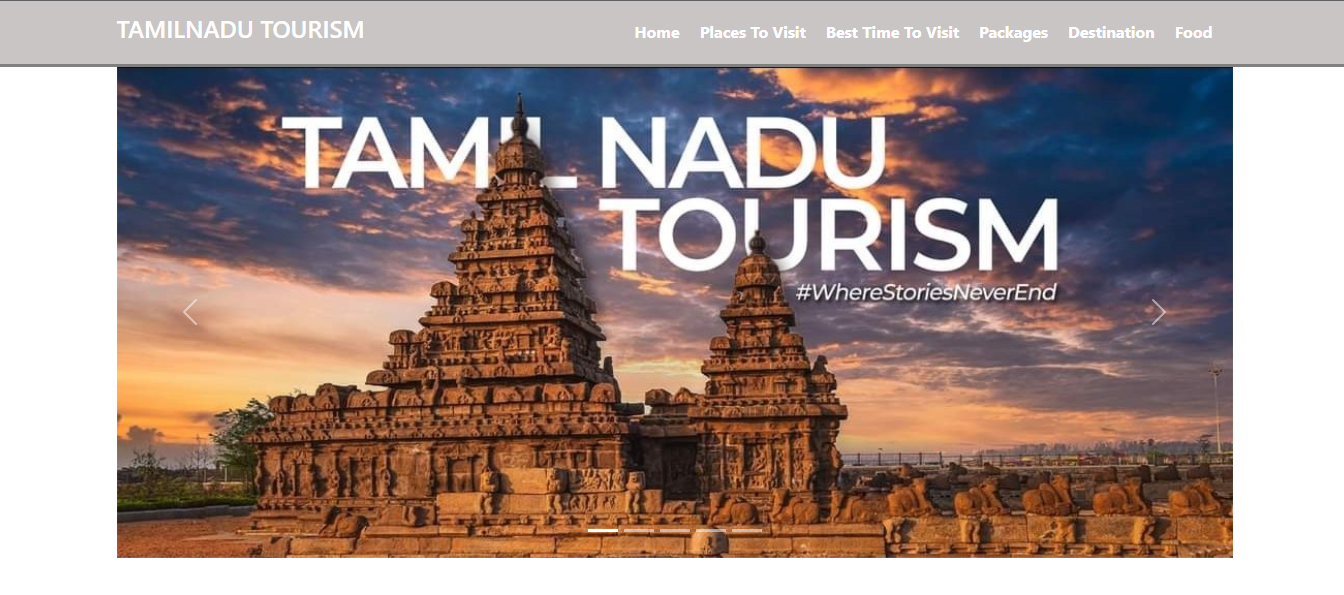 TAMILNADU TOURISM
Home Places To Visit Best Time To Visit Packages Destination Food
TAMIL NADU
TOURISM
#WhereStoriesNeverEnd